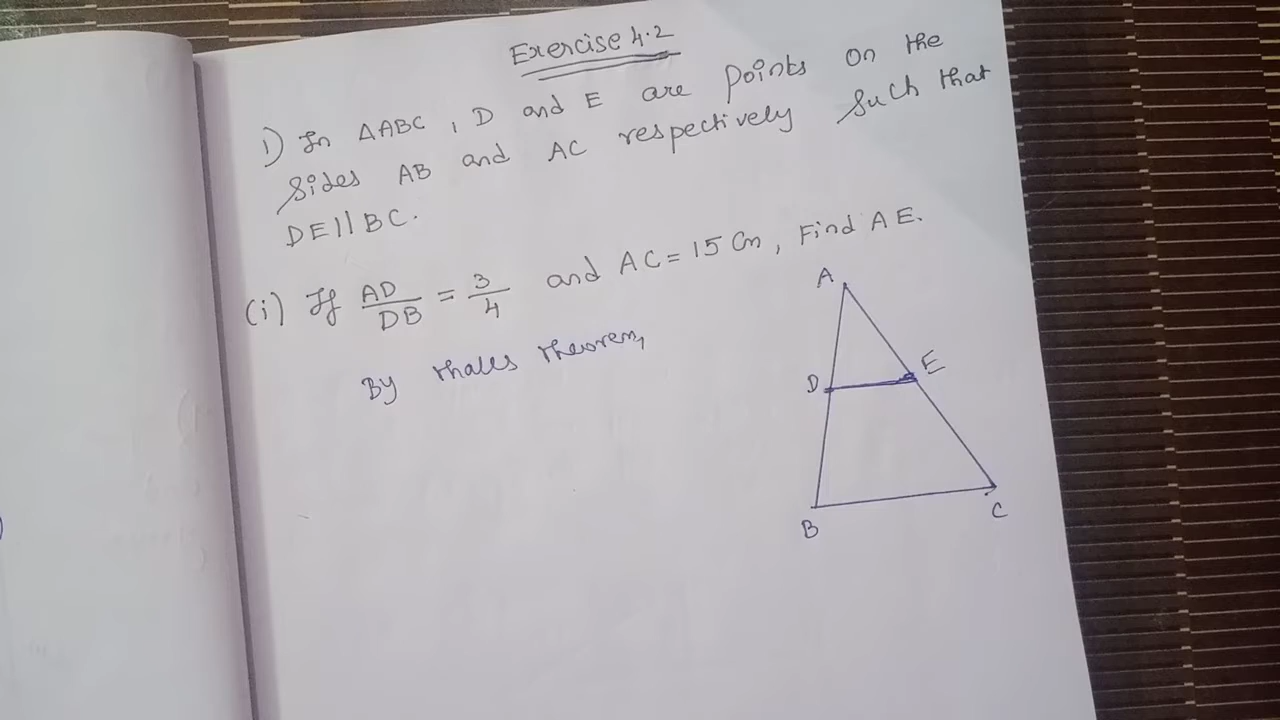 Exercise 4.2
1) In △ABC, D and E are points on the
sides AB and AC respectively such that
DE||BC.
(i) If AD/DB = 3/4 and AC = 15 Cm, Find AE.
By thales theorem,
A
D
E
B
C